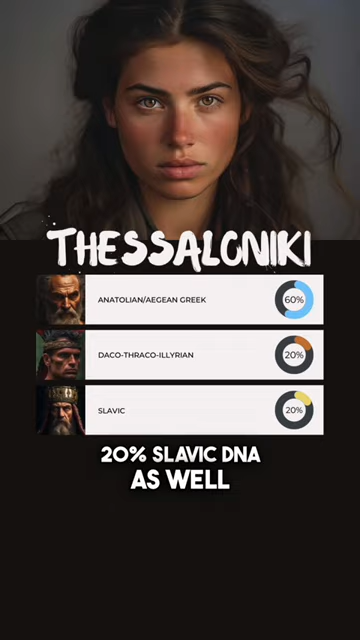 THESSALONIKI
ANATOLIAN/AEGEAN GREEK
60%
DACO-THRACO-ILLYRIAN
20%
SLAVIC
20%
20% SLAVIC DNA
AS WELL